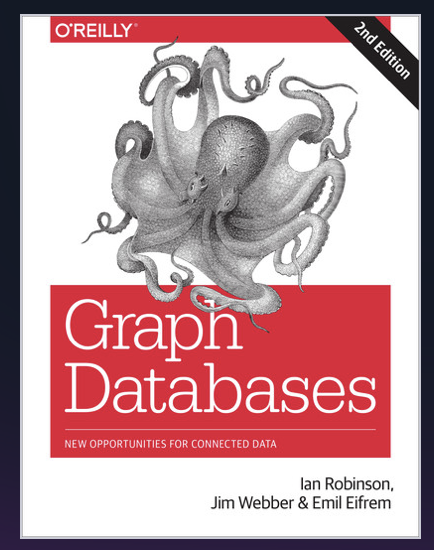 O'REILLY®
2nd Edition
Graph
Databases
NEW OPPORTUNITIES FOR CONNECTED DATA
Ian Robinson,
Jim Webber & Emil Eifrem